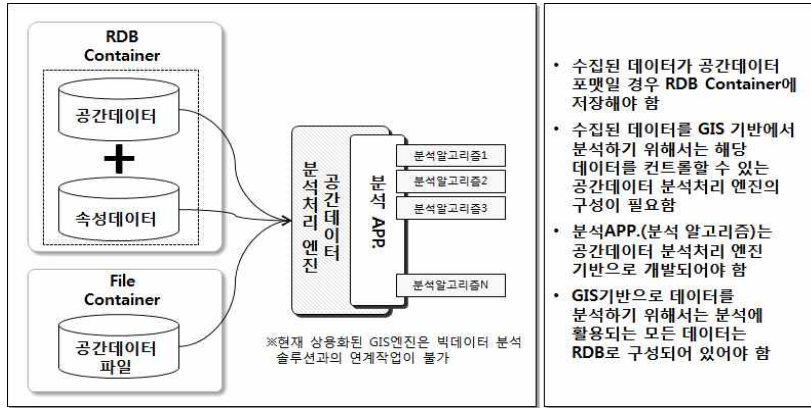 RDB
Container
공간데이터
+
속성데이터
File
Container
공간데이터
파일
공간데이터
분석처리 엔진
분석 APP.
분석알고리즘1
분석알고리즘2
분석알고리즘3
분석알고리즘N
※현재 상용화된 GIS엔진은 빅데이터 분석
솔루션과의 연계작업이 불가
• 수집된 데이터가 공간데이터
포맷일 경우 RDB Container에
저장해야 함
• 수집된 데이터를 GIS 기반에서
분석하기 위해서는 해당
데이터를 컨트롤할 수 있는
공간데이터 분석처리 엔진의
구성이 필요함
• 분석APP.(분석 알고리즘)는
공간데이터 분석처리 엔진
기반으로 개발되어야 함
• GIS기반으로 데이터를
분석하기 위해서는 분석에
활용되는 모든 데이터는
RDB로 구성되어 있어야 함